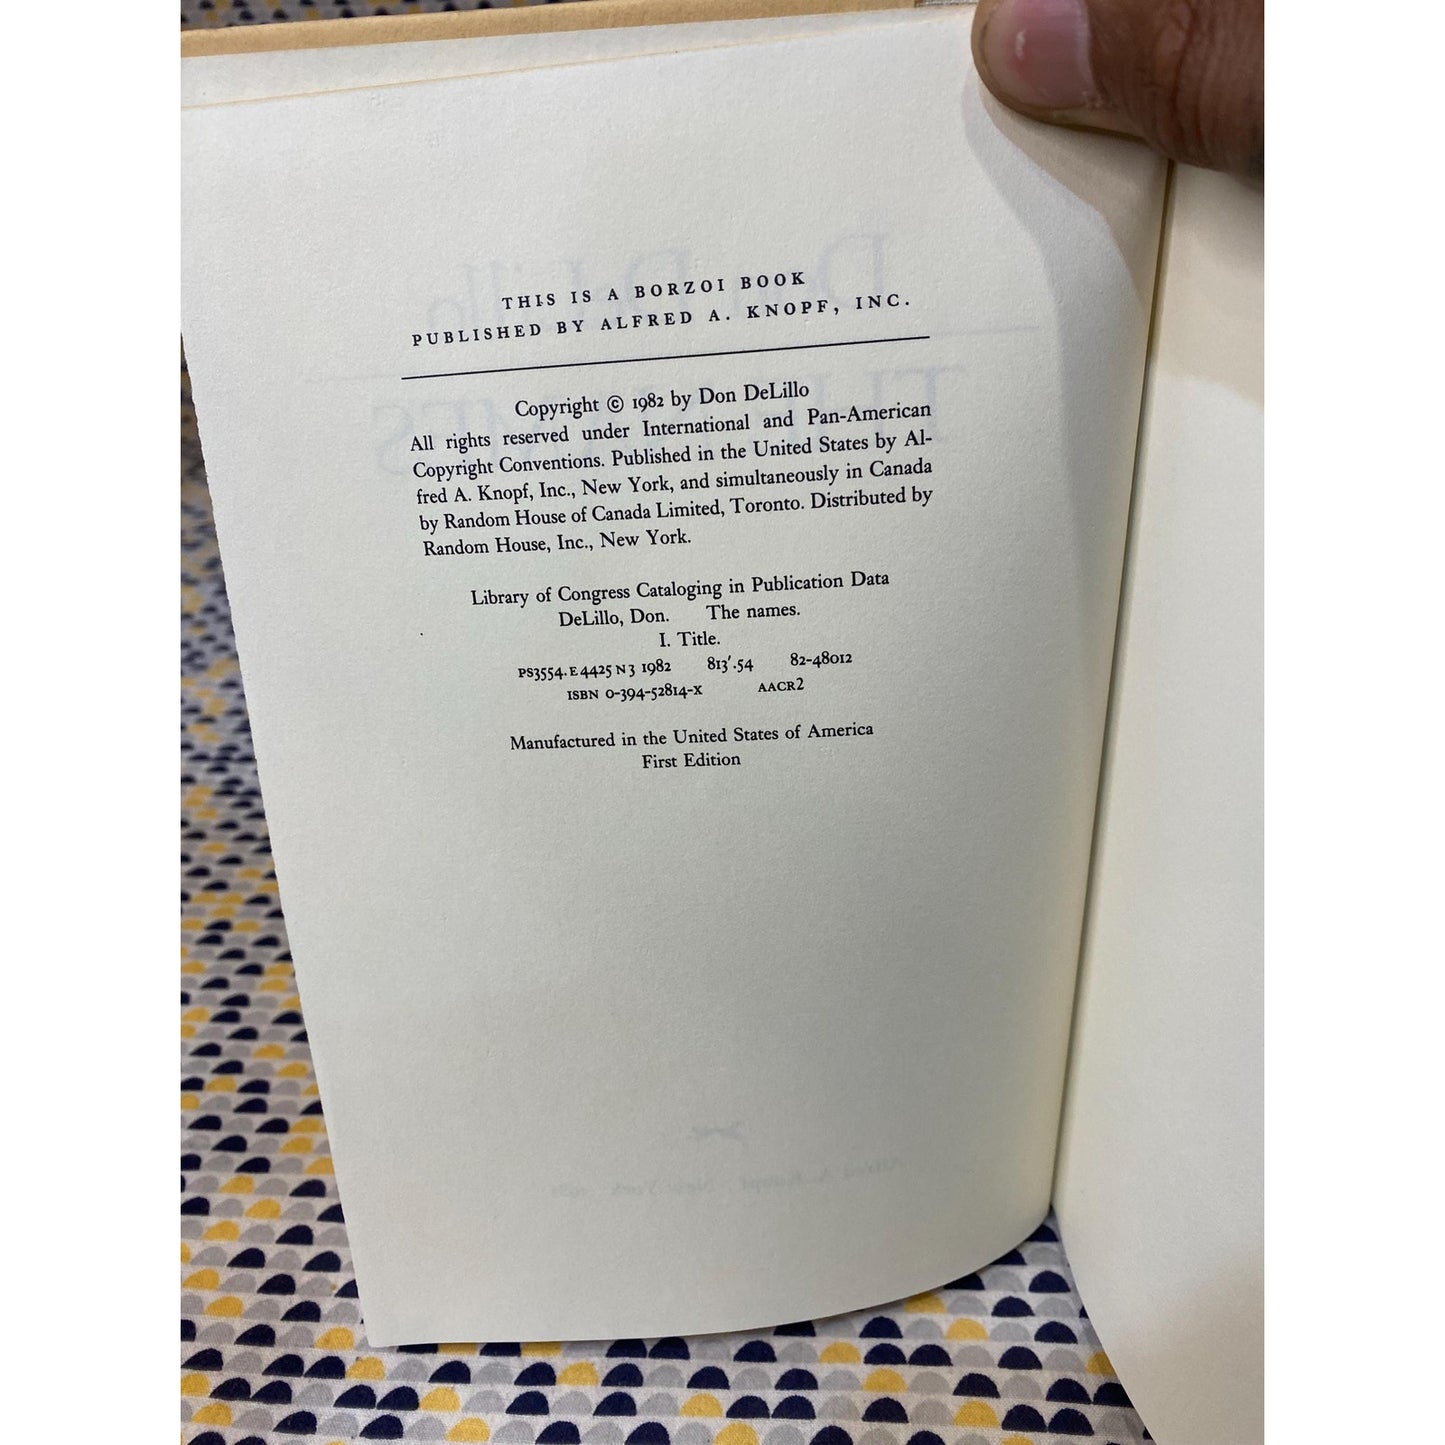 THIS IS A BORZOI BOOK
PUBLISHED BY ALFRED A. KNOPF, INC.
Copyright © 1982 by Don DeLillo
All rights reserved under International and Pan-American
Copyright Conventions. Published in the United States by Al-
fred A. Knopf, Inc., New York, and simultaneously in Canada
by Random House of Canada Limited, Toronto. Distributed by
Random House, Inc., New York.
Library of Congress Cataloging in Publication Data
DeLillo, Don. The names.
I. Title.
PS3554.E4425N3 1982 813'.54 82-48012
ISBN 0-394-52814-X AACR2
Manufactured in the United States of America
First Edition